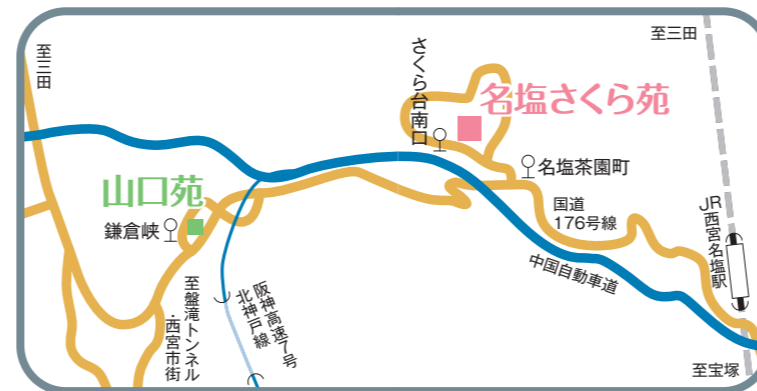 至三田
さくら台南口
名塩さくら苑
至三田
名塩茶園町
山口苑
鎌倉峡
国道
176号線
JR西宮名塩駅
中国自動車道
阪神高速7号
北神戸線
至盤滝トンネル
・西宮市街
至宝塚